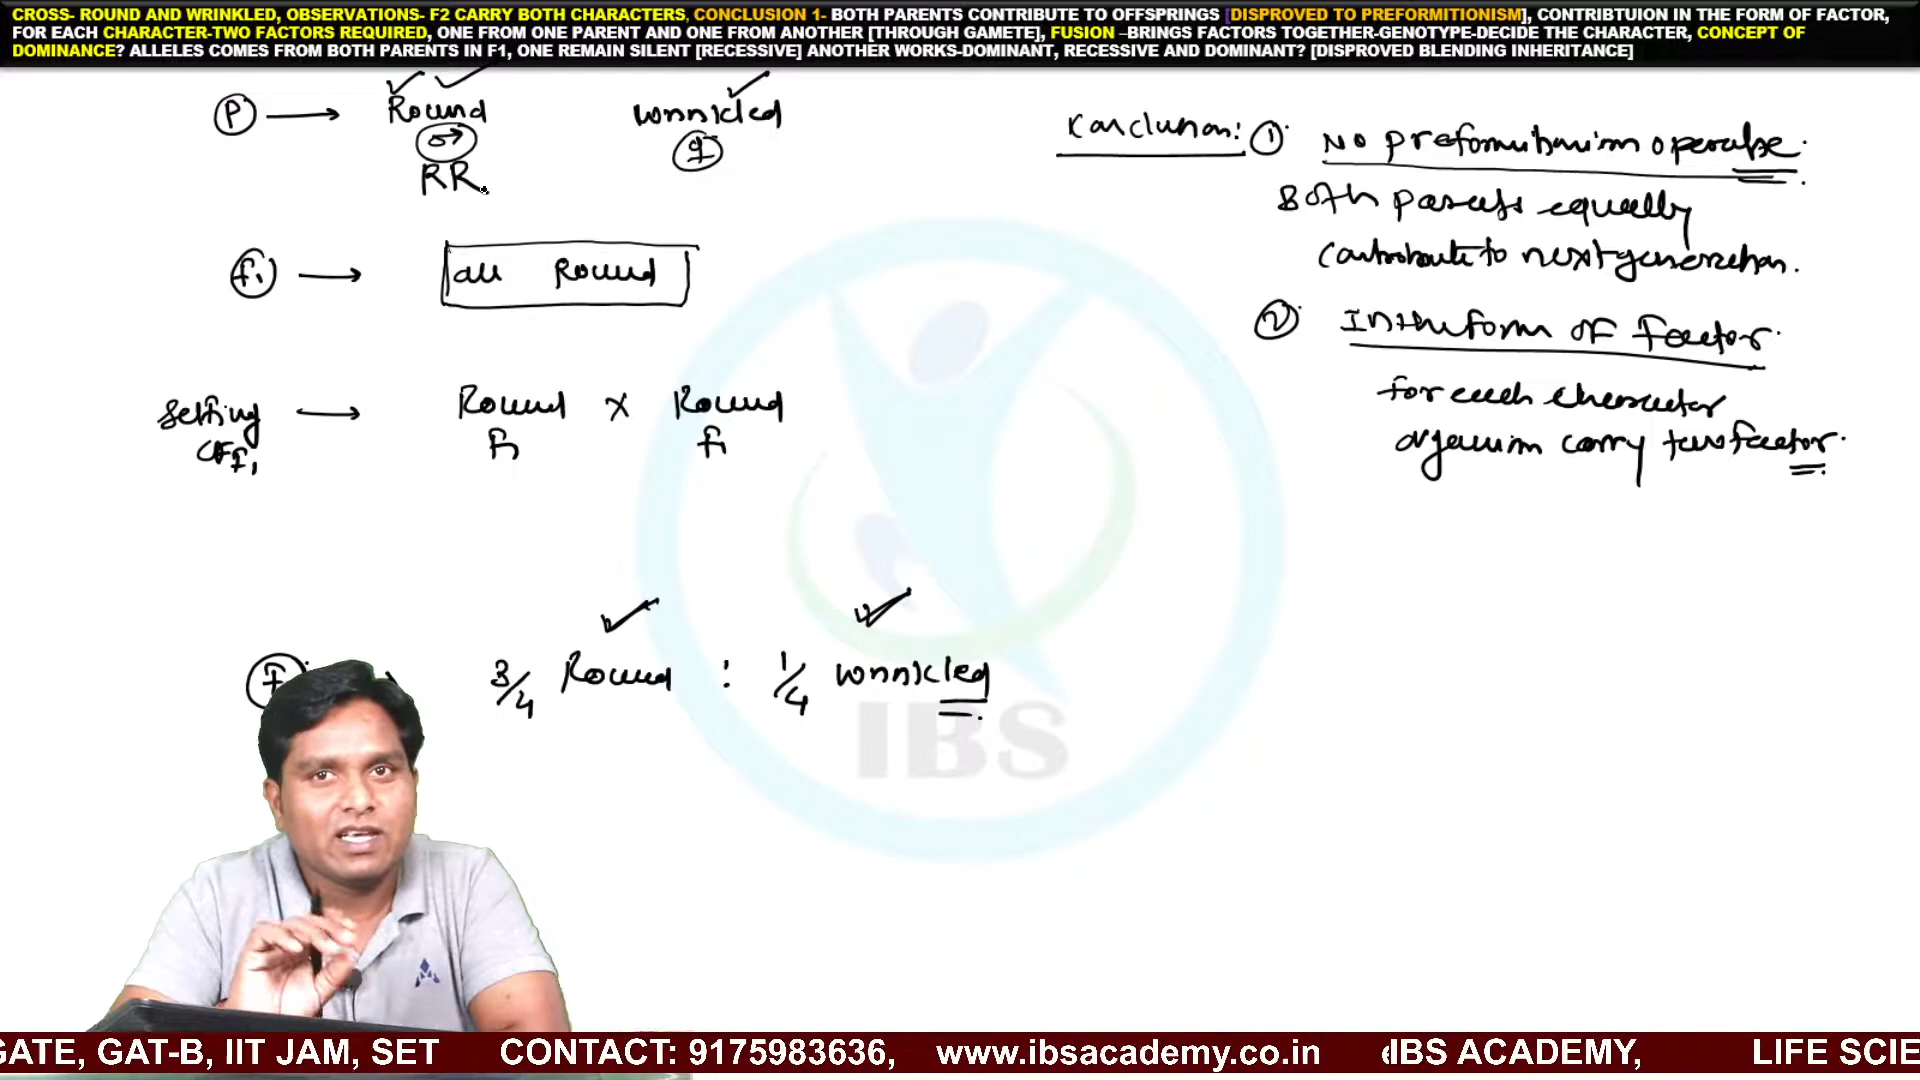 CROSS- ROUND AND WRINKLED, OBSERVATIONS- F2 CARRY BOTH CHARACTERS, CONCLUSION 1- BOTH PARENTS CONTRIBUTE TO OFFSPRINGS [DISPROVED TO PREFORMITIONISM], CONTRIBTUION IN THE FORM OF FACTOR,
FOR EACH CHARACTER-TWO FACTORS REQUIRED, ONE FROM ONE PARENT AND ONE FROM ANOTHER [THROUGH GAMETE], FUSION –BRINGS FACTORS TOGETHER-GENOTYPE-DECIDE THE CHARACTER, CONCEPT OF
DOMINANCE? ALLELES COMES FROM BOTH PARENTS IN F1, ONE REMAIN SILENT [RECESSIVE] ANOTHER WORKS-DOMINANT, RECESSIVE AND DOMINANT? [DISPROVED BLENDING INHERITANCE]
P → Round wrinkled
♂ ♀
RR
F1 → all Round
Selfing → Round × Round
of F1 F1 F1
3/4 Round : 1/4 wrinkled
Conclusion: 1 No preformitionism operate
Both parents equally
contribute to next generation.
2 In the form of factor.
for each character
organism carry two factor.
IBS
GATE, GAT-B, IIT JAM, SET CONTACT: 9175983636, www.ibsacademy.co.in IBS ACADEMY, LIFE SCIE